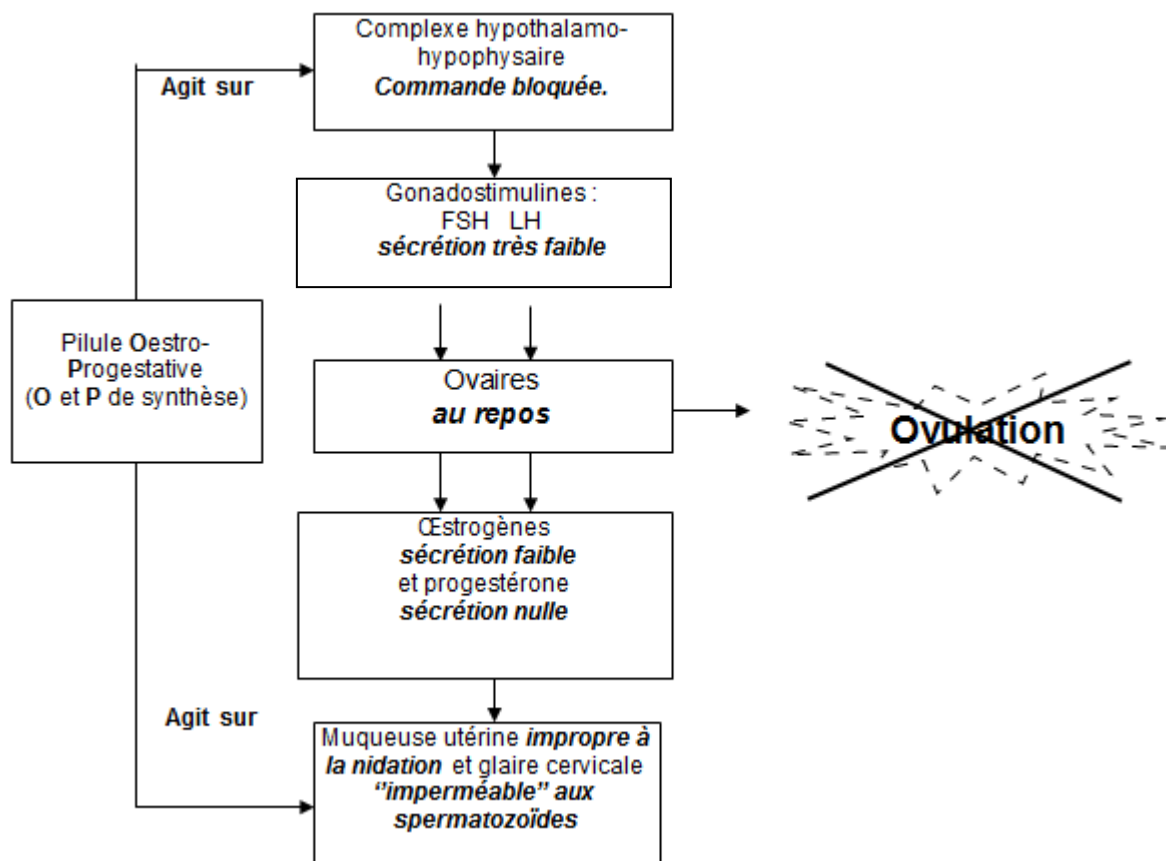 Complexe hypothalamo-
hypophysaire
Commande bloquée.
Agit sur
Gonadostimulines :
FSH LH
sécrétion très faible
Pilule Oestro-
Progestative
(O et P de synthèse)
Ovaires
au repos
Ovulation
Œstrogènes
sécrétion faible
et progestérone
sécrétion nulle
Agit sur
Muqueuse utérine impropre à
la nidation et glaire cervicale
‘’imperméable’’ aux
spermatozoïdes